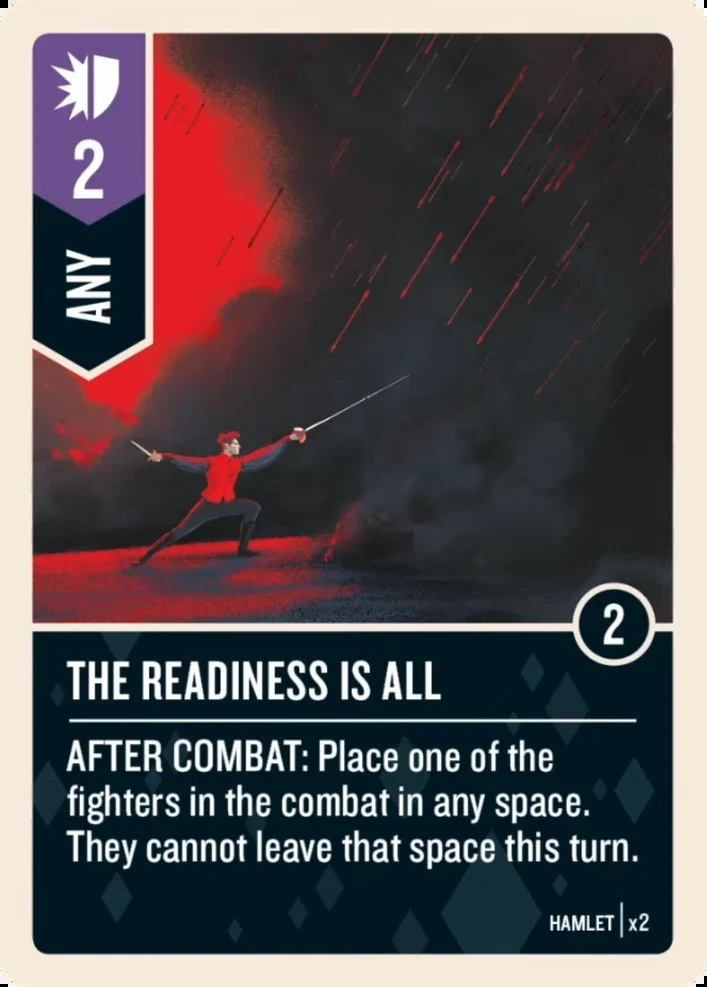 2
ANY
2
THE READINESS IS ALL
AFTER COMBAT: Place one of the
fighters in the combat in any space.
They cannot leave that space this turn.
HAMLET | x2